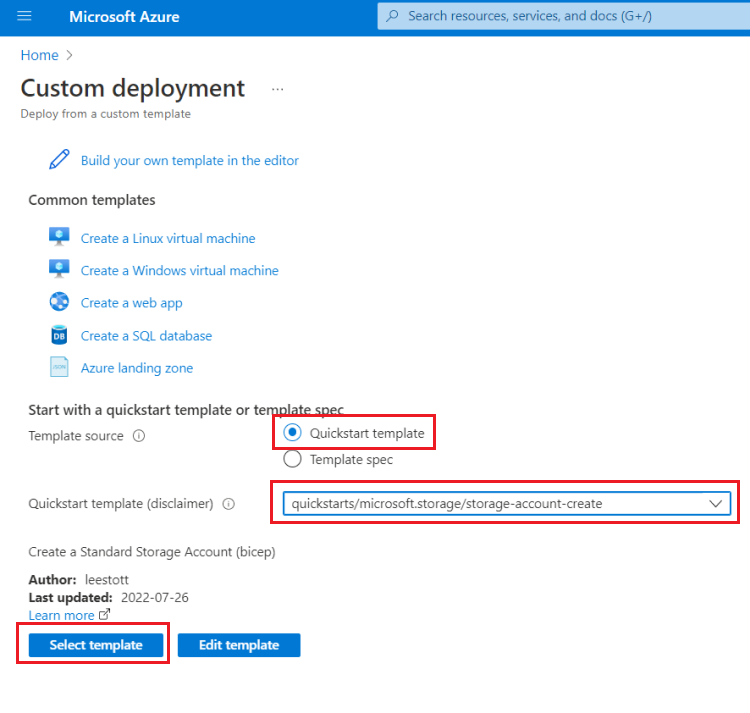 Microsoft Azure
Search resources, services, and docs (G+/)
Home
Custom deployment
Deploy from a custom template
Build your own template in the editor
Common templates
Create a Linux virtual machine
Create a Windows virtual machine
Create a web app
DB
Create a SQL database
JSON
Azure landing zone
Start with a quickstart template or template spec
Template source
Quickstart template
Template spec
Quickstart template (disclaimer)
quickstarts/microsoft.storage/storage-account-create
Create a Standard Storage Account (bicep)
Author: leestott
Last updated: 2022-07-26
Learn more
Select template
Edit template